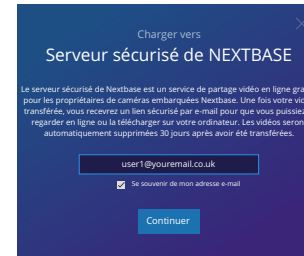 Charger vers
Serveur sécurisé de NEXTBASE
Le serveur sécurisé de Nextbase est un service de partage vidéo en ligne
pour les propriétaires de caméras embarquées Nextbase. Une fois votre
transférée, vous recevrez un lien sécurisé par e-mail pour que vous
regarder en ligne ou la télécharger sur votre ordinateur. Les vidéos
automatiquement supprimées 30 jours après avoir été transférées.
user1@youremail.co.uk
Se souvenir de mon adresse e-mail
Continuer